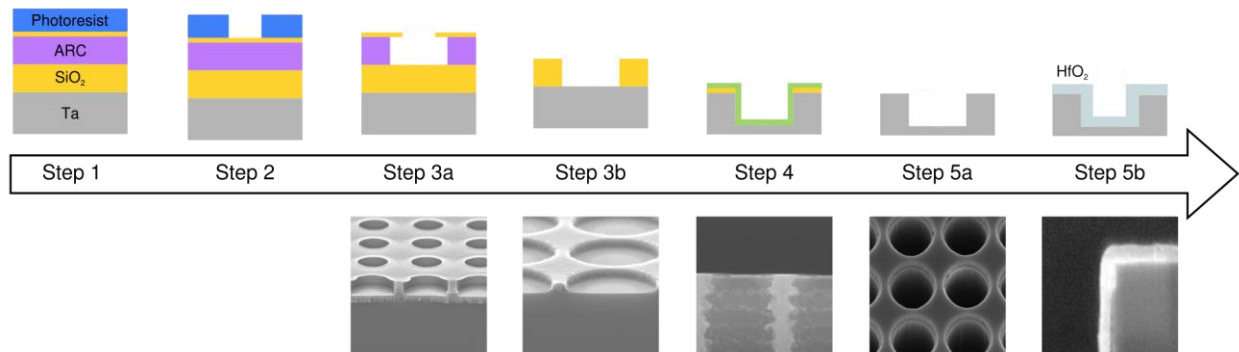 Photoresist
ARC
SiO₂
Ta
HfO₂
Step 1 Step 2 Step 3a Step 3b Step 4 Step 5a Step 5b